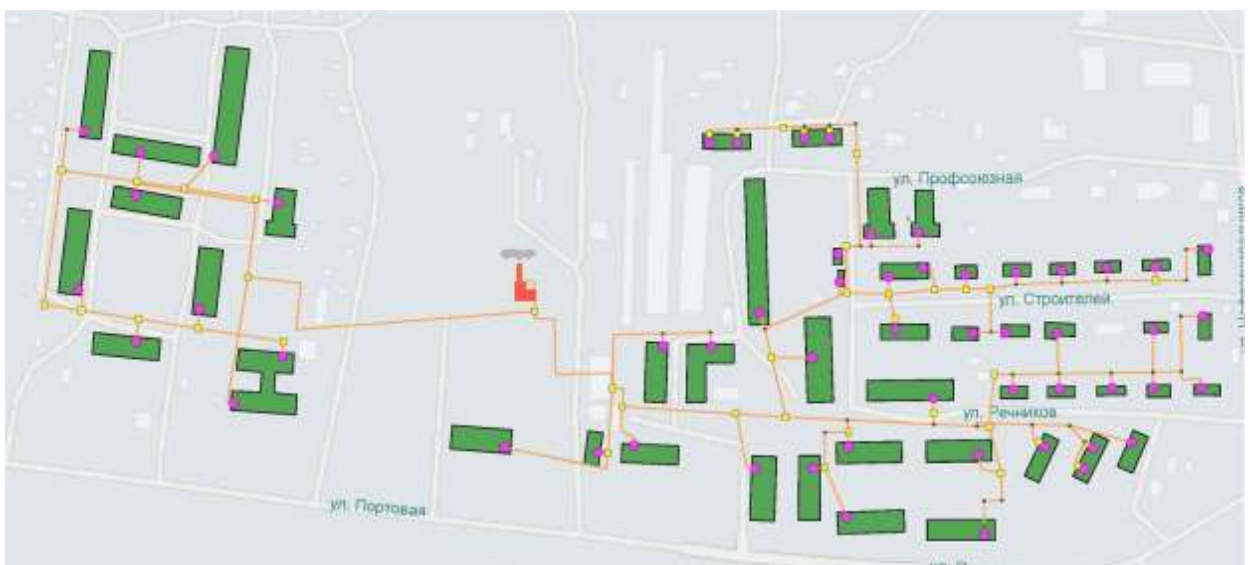 ул. Профсоюзная
ул. Строителей
ул. Речников
ул. Портовая